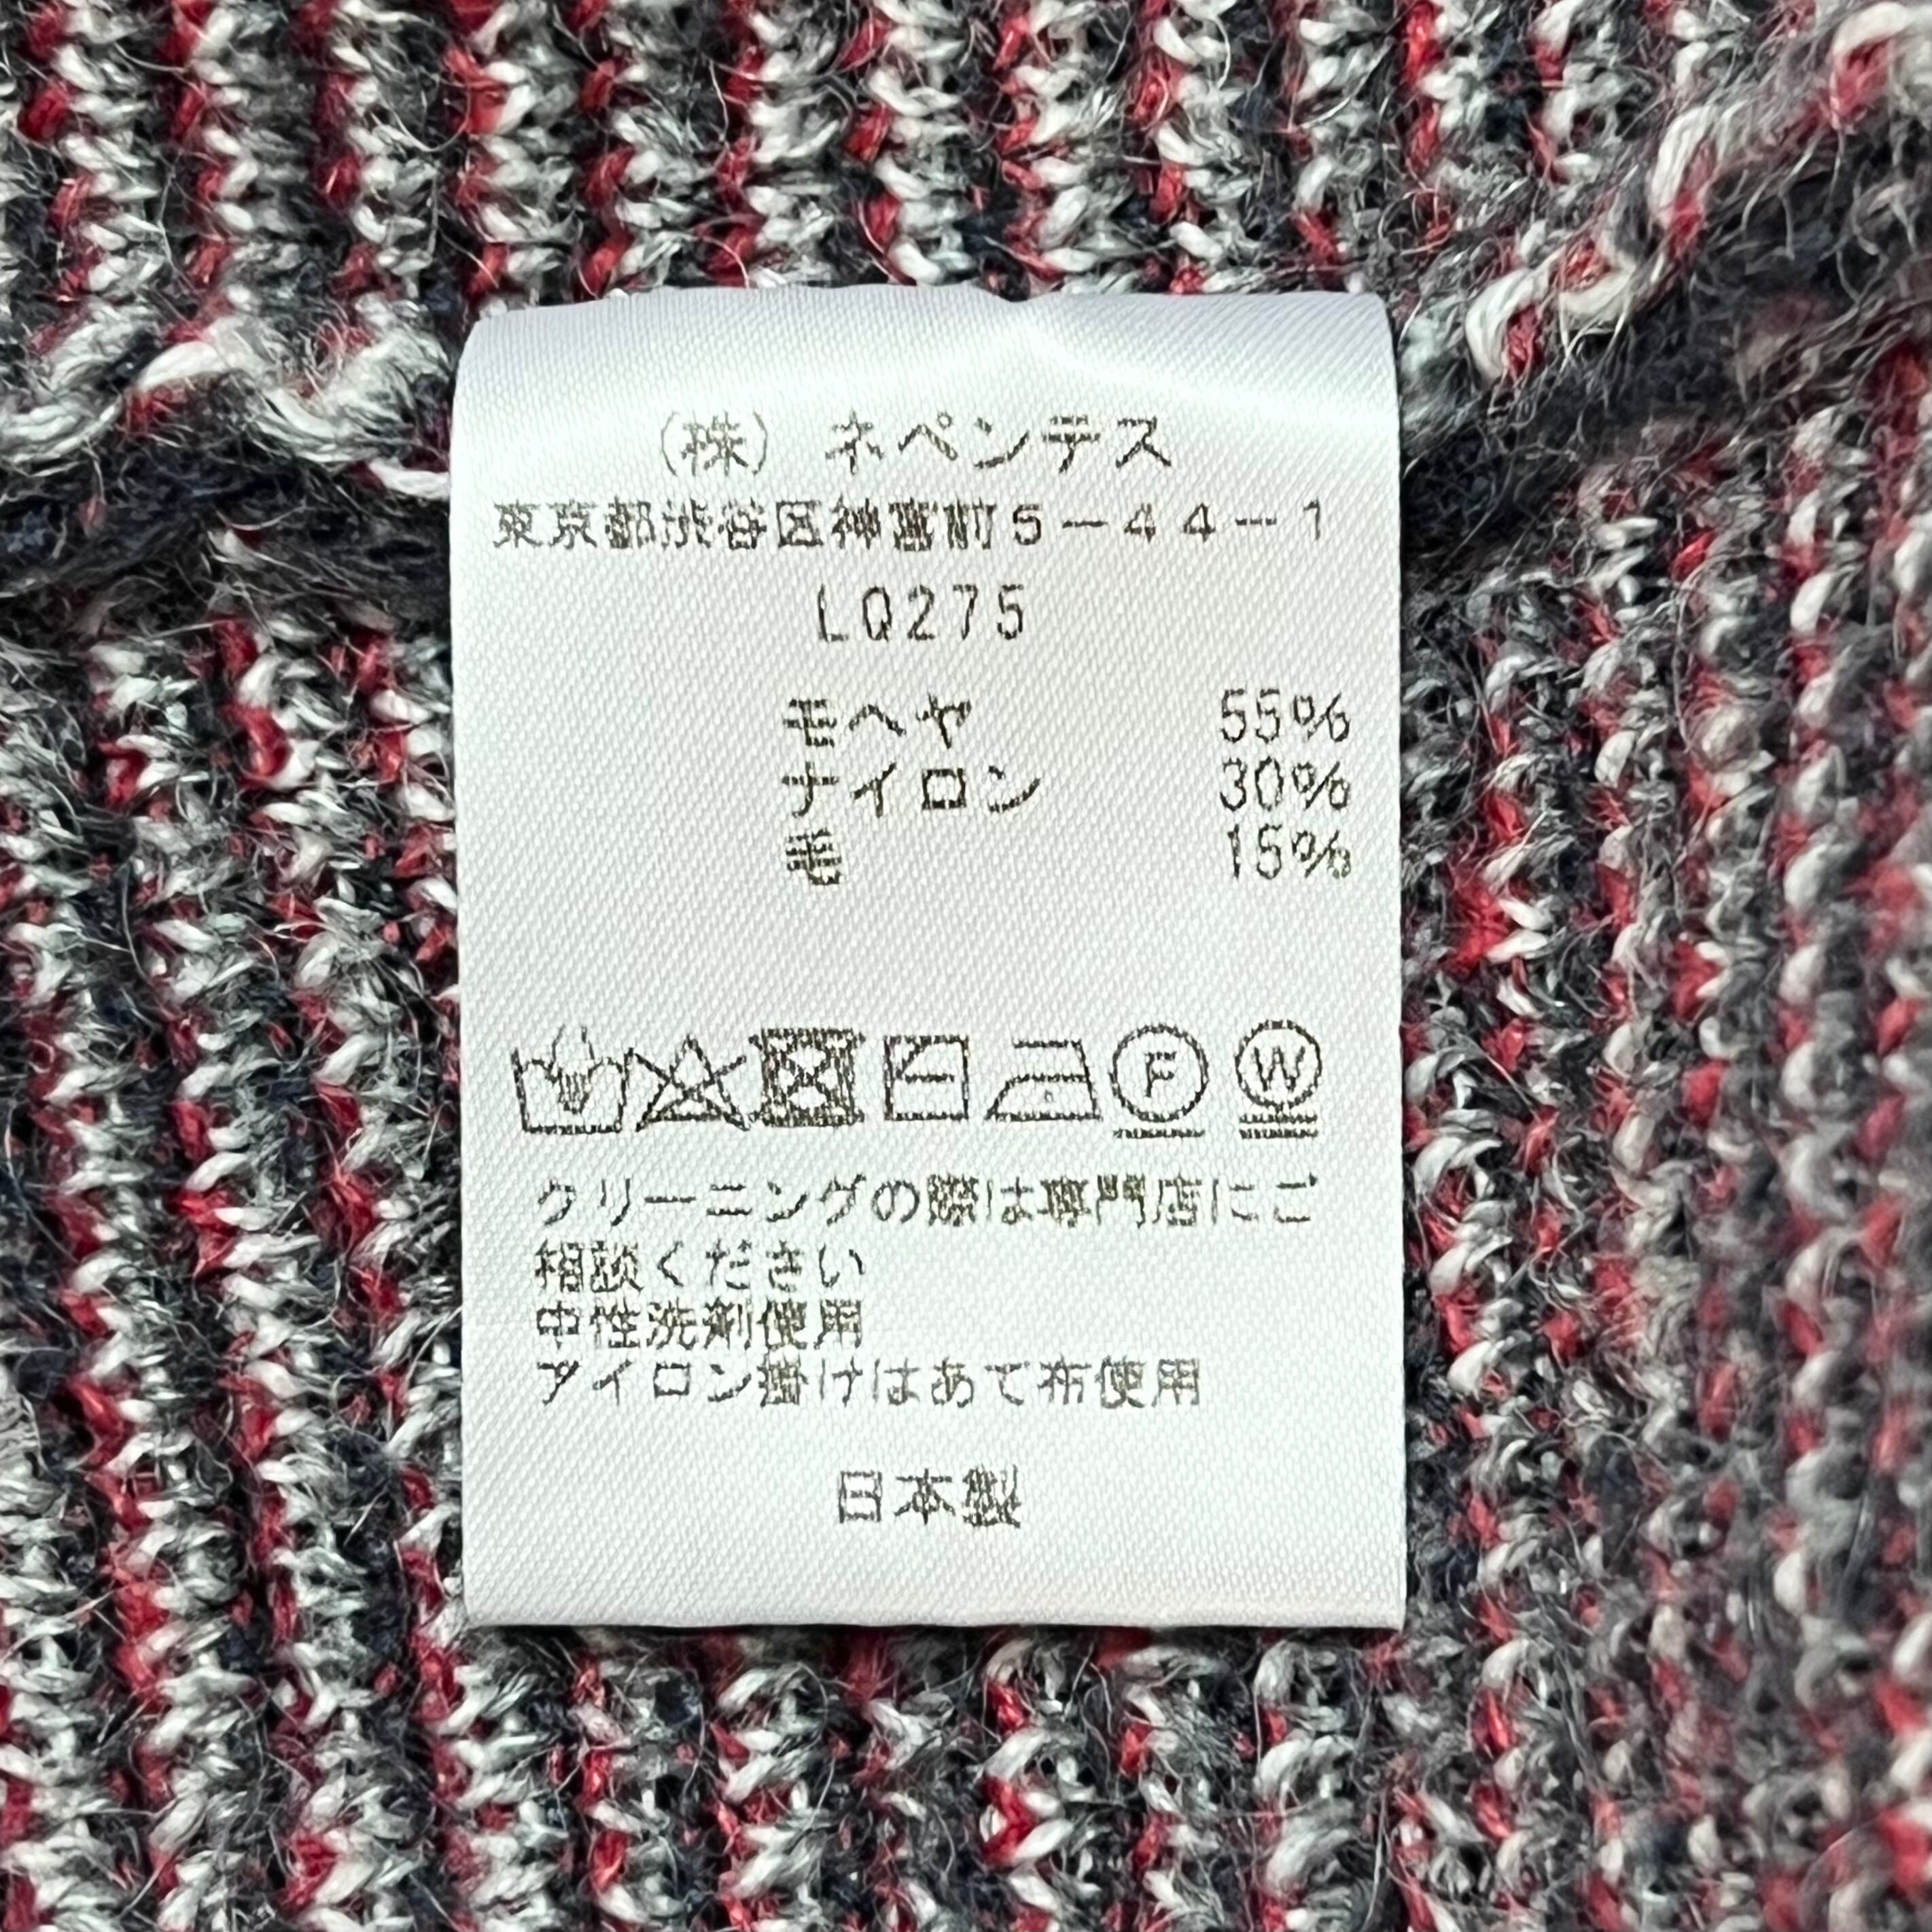 (株) ネペンテス
東京都渋谷区神宮前5-44-1
LQ275
モヘヤ 55%
ナイロン 30%
毛 15%
F W
クリーニングの際は専門店にご
相談ください
中性洗剤使用
アイロン掛けはあて布使用
日本製